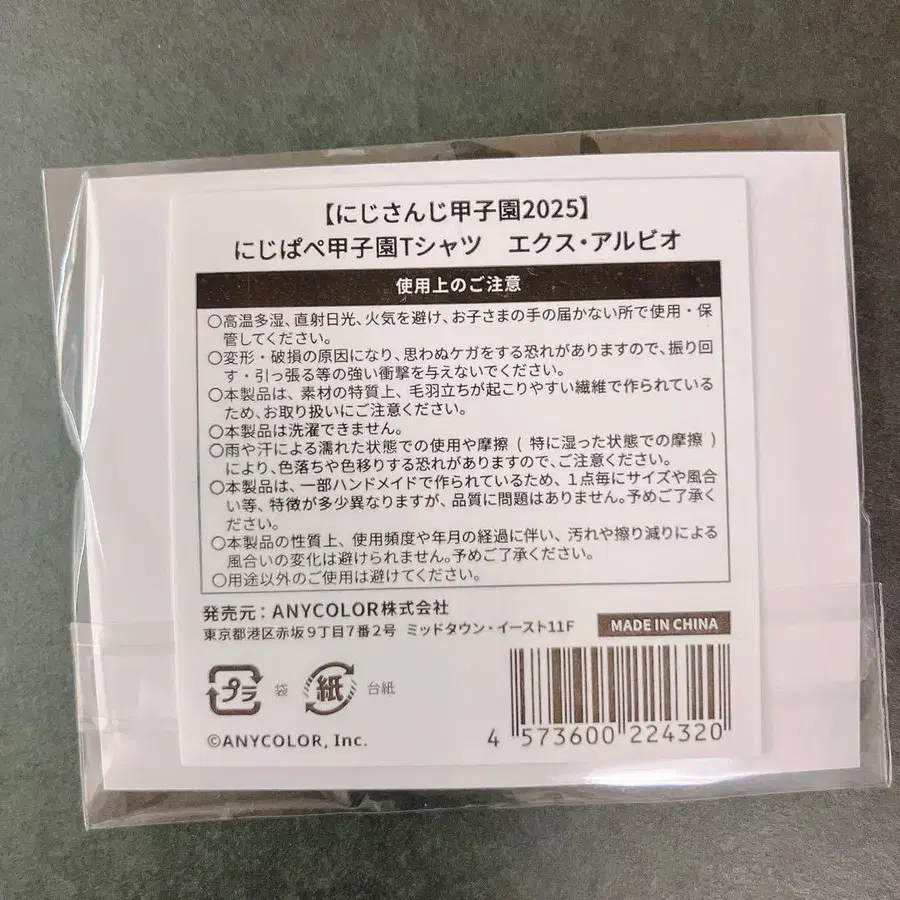 【にじさんじ甲子園2025】
にじぱぺ甲子園Tシャツ　エクス・アルビオ
使用上のご注意
○高温多湿、直射日光、火気を避け、お子さまの手の届かない所で使用・保
管してください。
○変形・破損の原因になり、思わぬケガをする恐れがありますので、振り回
す・引っ張る等の強い衝撃を与えないでください。
○本製品は、素材の特質上、毛羽立ちが起こりやすい繊維で作られている
ため、お取り扱いにご注意ください。
○本製品は洗濯できません。
○雨や汗による濡れた状態での使用や摩擦 ( 特に湿った状態での摩擦 )
により、色落ちや色移りする恐れがありますので、ご注意ください。
○本製品は、一部ハンドメイドで作られているため、1点毎にサイズや風合
い等、特徴が多少異なりますが、品質に問題はありません。予めご了承く
ださい。
○本製品の性質上、使用頻度や年月の経過に伴い、汚れや擦り減りによる
風合いの変化は避けられません。予めご了承ください。
○用途以外のご使用は避けてください。
発売元：ANYCOLOR株式会社
東京都港区赤坂9丁目7番2号 ミッドタウン・イースト11F
MADE IN CHINA
プラ 袋 紙 台紙
©ANYCOLOR, Inc.
4 573600 224320